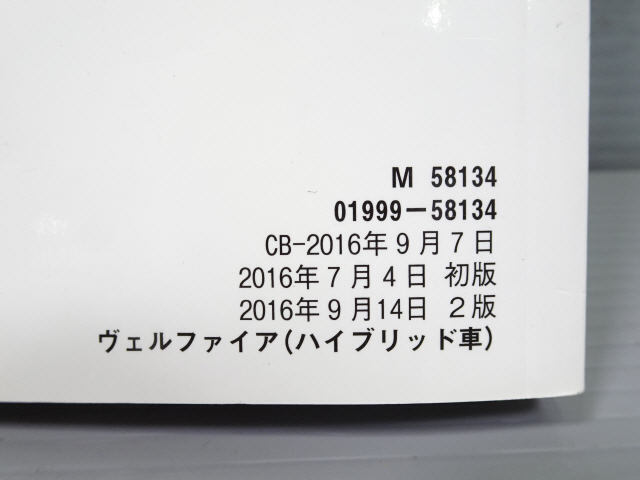 M 58134
01999-58134
CB-2016年9月7日
2016年7月4日 初版
2016年9月14日 2版
ヴェルファイア(ハイブリッド車)